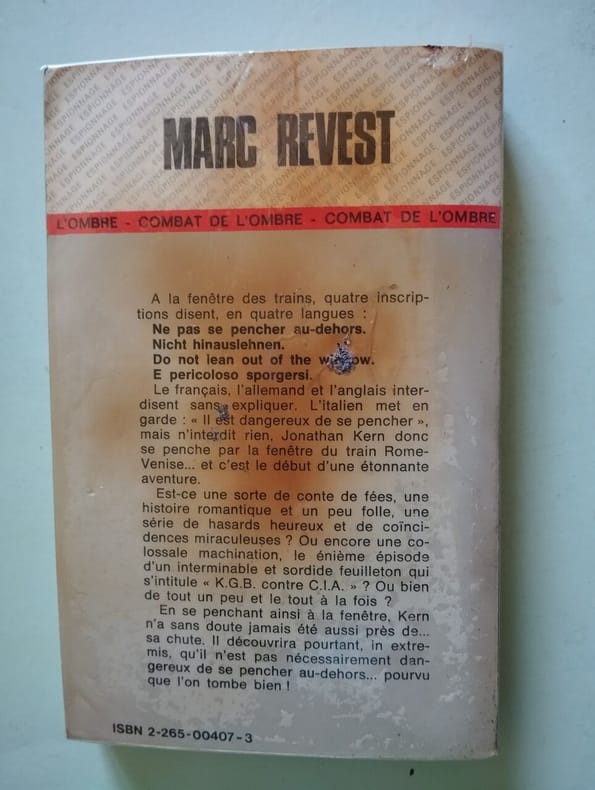 MARC REVEST
L'OMBRE - COMBAT DE L'OMBRE - COMBAT DE L'OMBRE
A la fenêtre des trains, quatre inscrip-
tions disent, en quatre langues :
Ne pas se pencher au-dehors.
Nicht hinauslehnen.
Do not lean out of the
E pericoloso sporgersi.
Le français, l'allemand et l'anglais inter-
disent sans expliquer. L'italien met en
garde : « Il est dangereux de se pencher »,
mais n'interdit rien. Jonathan Kern donc
se penche par la fenêtre du train Rome-
Venise... et c'est le début d'une étonnante
aventure.
Est-ce une sorte de conte de fées, une
histoire romantique et un peu folle, une
série de hasards heureux et de coïnci-
dences miraculeuses ? Ou encore une co-
lossale machination, le énième épisode
d'un interminable et sordide feuilleton qui
s'intitule « K.G.B. contre C.I.A. » ? Ou bien
de tout un peu et le tout à la fois ?
En se penchant ainsi à la fenêtre, Kern
n'a sans doute jamais été aussi près de...
sa chute. Il découvrira pourtant, in extre-
mis, qu'il n'est pas nécessairement dan-
gereux de se pencher au-dehors... pourvu
que l'on tombe bien !
ISBN 2-265-00407-3